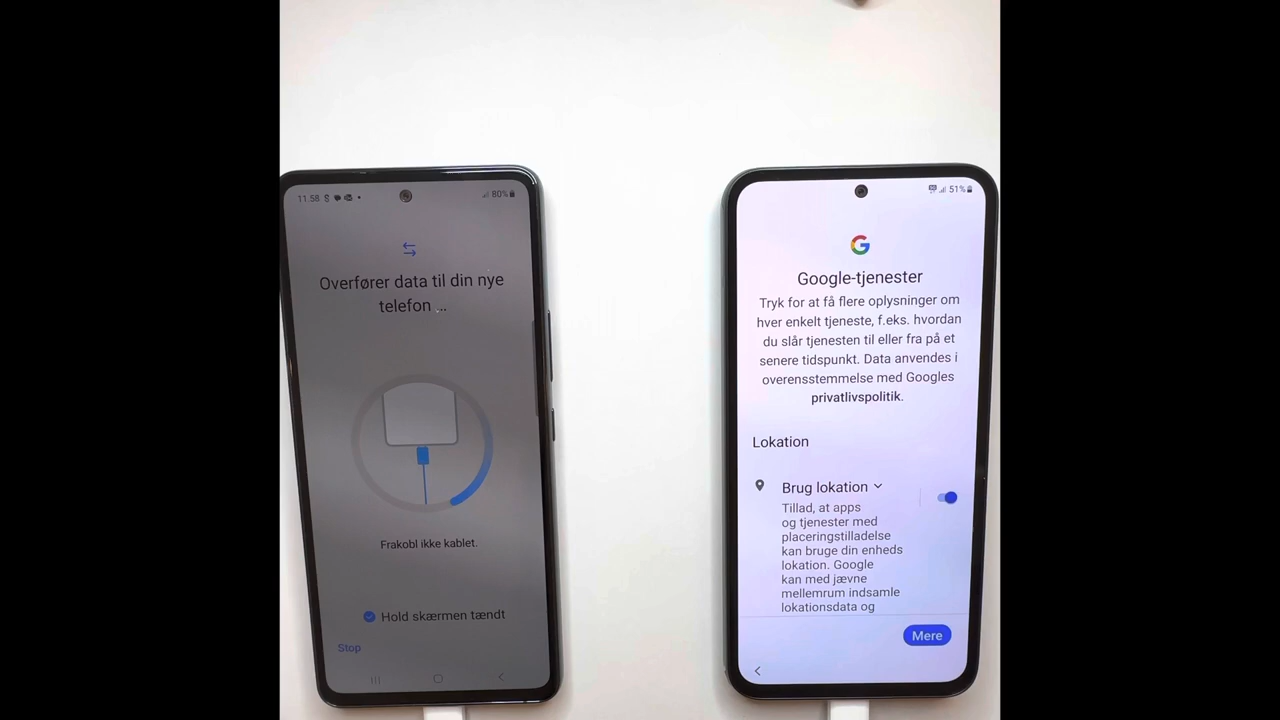 11.58
80%
Overfører data til din nye
telefon ...
Frakobl ikke kablet.
Hold skærmen tændt
Stop
51%
G
Google-tjenester
Tryk for at få flere oplysninger om
hver enkelt tjeneste, f.eks. hvordan
du slår tjenesten til eller fra på et
senere tidspunkt. Data anvendes i
overensstemmelse med Googles
privatlivspolitik.
Lokation
Brug lokation
Tillad, at apps
og tjenester med
placeringstilladelse
kan bruge din enheds
lokation. Google
kan med jævne
mellemrum indsamle
lokationsdata og
Mere